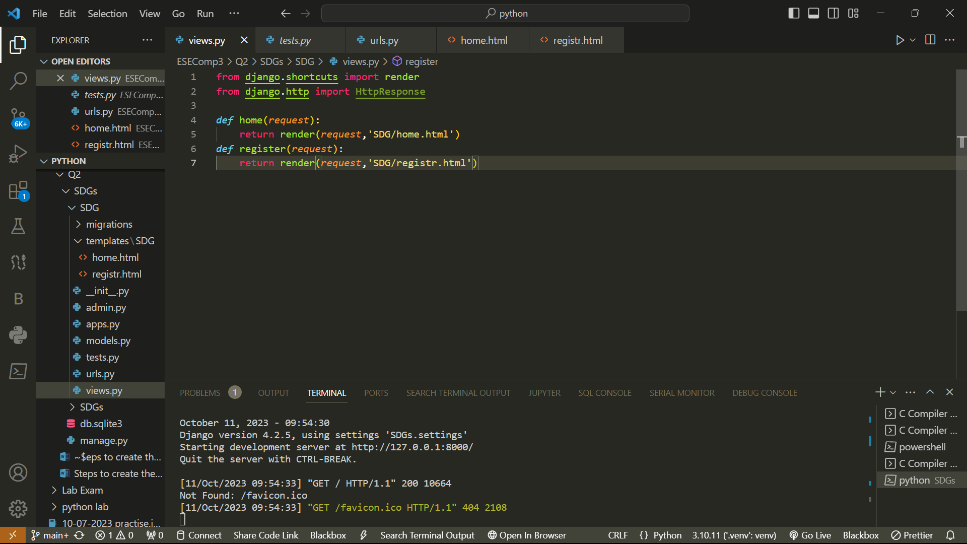 File Edit Selection View Go Run ··· python
EXPLORER
OPEN EDITORS
views.py ESECom...
tests.py ESEComp...
urls.py ESEComp...
home.html ESEC...
registr.html ESE...
PYTHON
Q2
SDGs
SDG
migrations
templates\SDG
home.html
registr.html
__init__.py
admin.py
apps.py
models.py
tests.py
urls.py
views.py
SDGs
db.sqlite3
manage.py
~$eps to create th...
Steps to create the...
Lab Exam
python lab
10-07-2023 practise.i...
6K+
1
B
views.py tests.py urls.py home.html registr.html
ESEComp3 > Q2 > SDGs > SDG > views.py > register
1 from django.shortcuts import render
2 from django.http import HttpResponse
3
4 def home(request):
5 return render(request,'SDG/home.html')
6 def register(request):
7 return render(request,'SDG/registr.html')
PROBLEMS 1 OUTPUT TERMINAL PORTS SEARCH TERMINAL OUTPUT JUPYTER SQL CONSOLE SERIAL MONITOR DEBUG CONSOLE
October 11, 2023 - 09:54:30
Django version 4.2.5, using settings 'SDGs.settings'
Starting development server at http://127.0.0.1:8000/
Quit the server with CTRL-BREAK.
[11/Oct/2023 09:54:33] "GET / HTTP/1.1" 200 10664
Not Found: /favicon.ico
[11/Oct/2023 09:54:33] "GET /favicon.ico HTTP/1.1" 404 2108
C Compiler ...
C Compiler ...
powershell
C Compiler ...
python SDGs
main+ 1 0 0 Connect Share Code Link Blackbox Search Terminal Output Open In Browser CRLF {} Python 3.10.11 ('.venv': venv) Go Live Blackbox Prettier